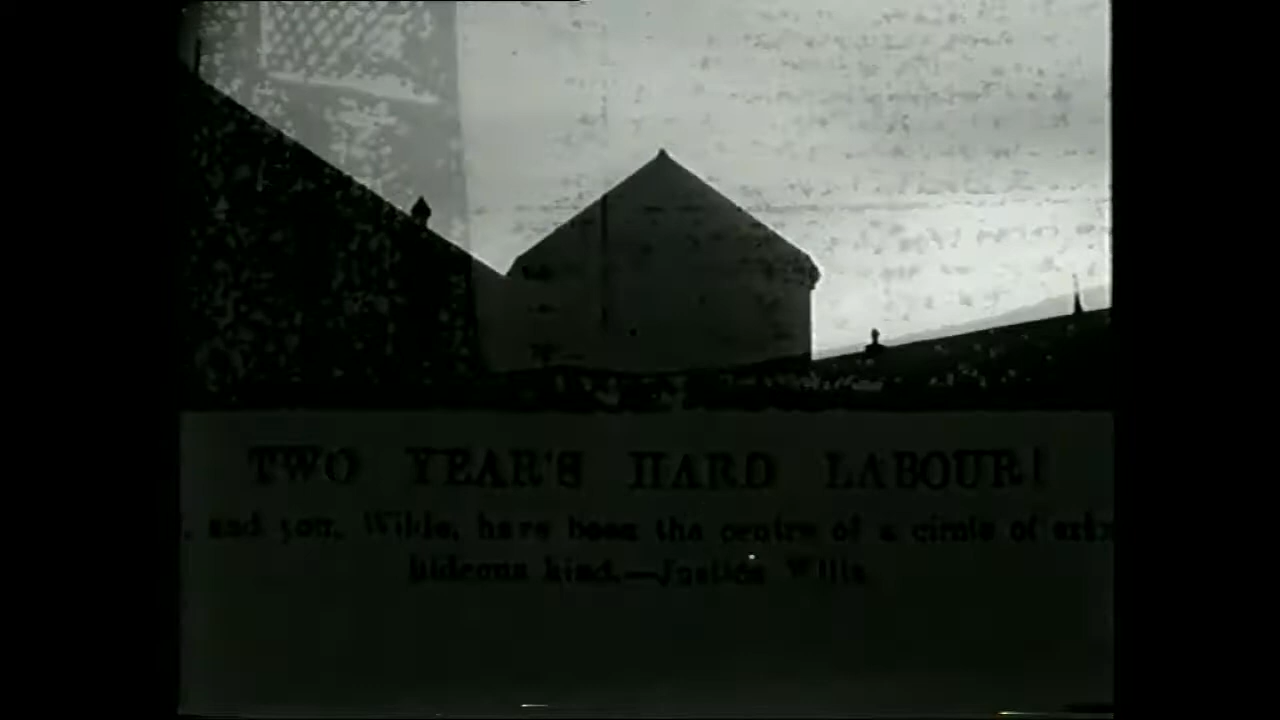 TWO YEAR'S HARD LABOUR!
, and you, Wilde, have been the centre of a circle of
hideous kind.—Justice Wills.